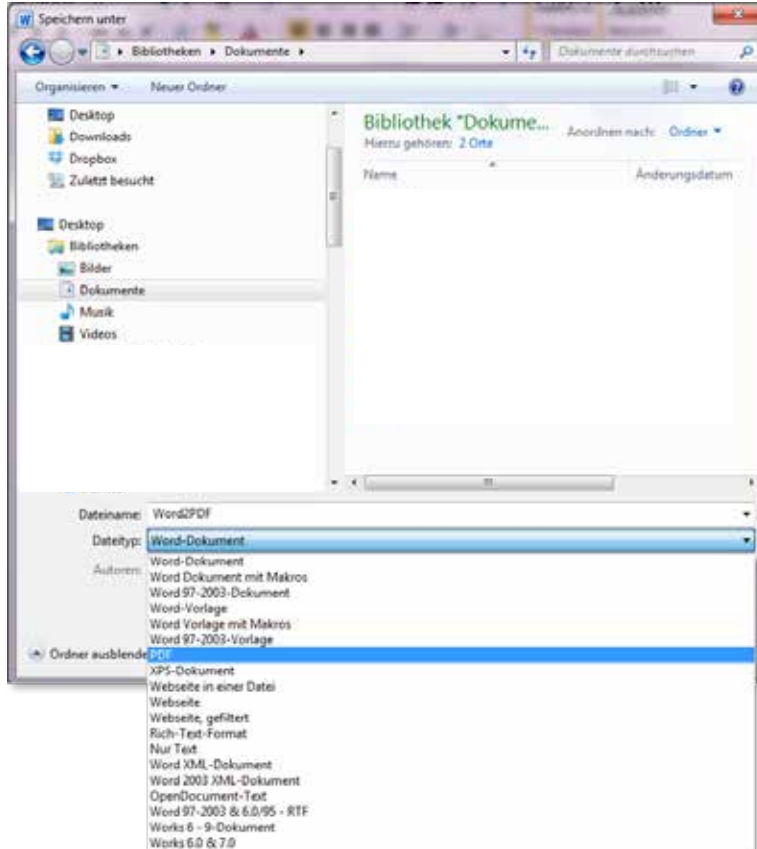 Speichern unter
Bibliotheken Dokumente
Dokumente durchsuchen
Organisieren Neuer Ordner
Desktop
Downloads
Dropbox
Zuletzt besucht
Desktop
Bibliotheken
Bilder
Dokumente
Musik
Videos
Bibliothek "Dokume...
Hierzu gehören: 2 Orte
Anordnen nach: Ordner
Name Änderungsdatum
Dateiname: Word2PDF
Dateityp: Word-Dokument
Autoren:
Word-Dokument
Word Dokument mit Makros
Word 97-2003-Dokument
Word-Vorlage
Word Vorlage mit Makros
Word 97-2003-Vorlage
Ordner ausblende
PDF
XPS-Dokument
Webseite in einer Datei
Webseite
Webseite, gefiltert
Rich-Text-Format
Nur Text
Word XML-Dokument
Word 2003 XML-Dokument
OpenDocument-Text
Word 97-2003 & 6.0/95 - RTF
Works 6 - 9-Dokument
Works 6.0 & 7.0